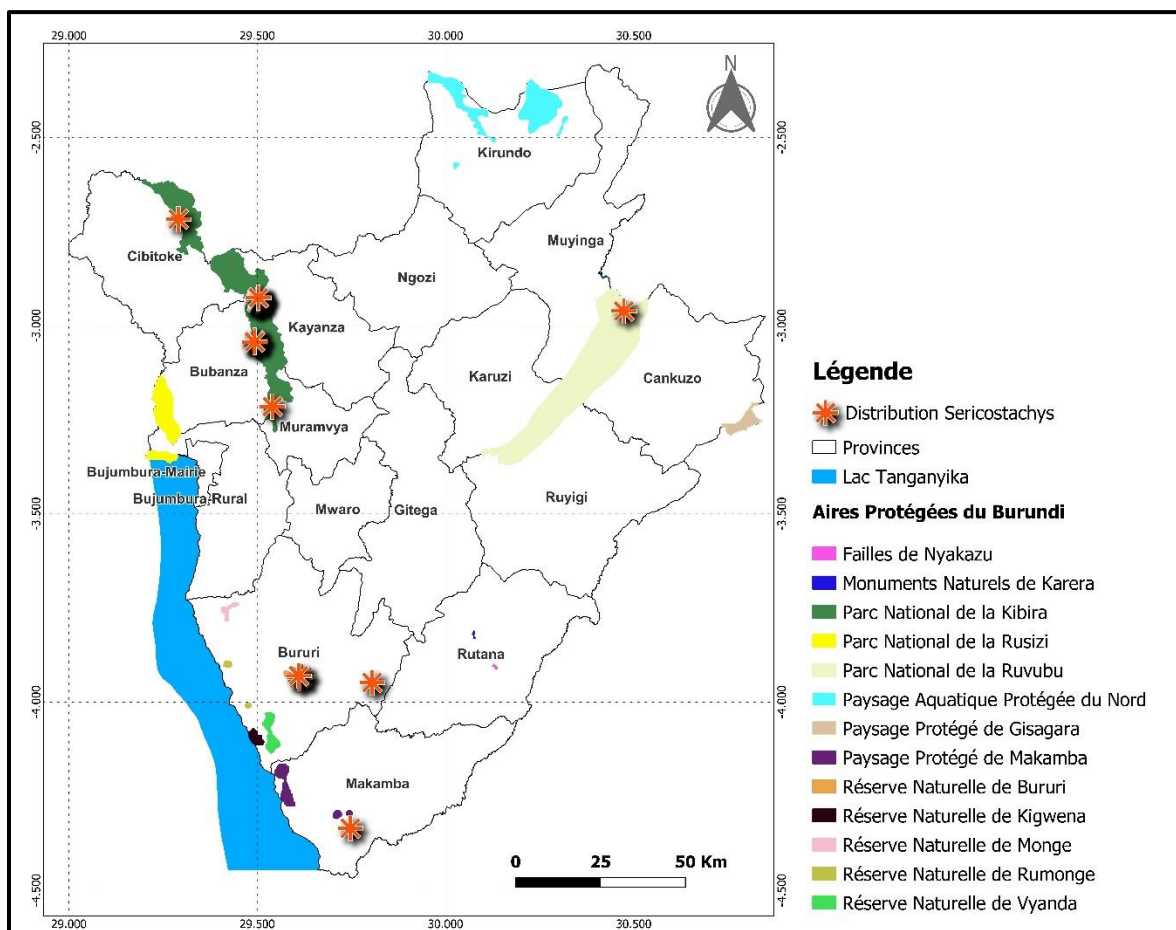 29.000 29.500 30.000 30.500
N
-2.500 -2.500
Kirundo
Muyinga
Cibitoke
Ngozi
-3.000 -3.000
Kayanza
Bubanza
Karuzi
Cankuzo
Muramvya
Bujumbura-Mairie
Bujumbura-Rural
-3.500 -3.500
Mwaro
Gitega
Ruyigi
Bururi
Rutana
-4.000 -4.000
Makamba
0 25 50 Km
-4.500 -4.500
29.000 29.500 30.000 30.500
Légende
Distribution Sericostachys
Provinces
Lac Tanganyika
Aires Protégées du Burundi
Failles de Nyakazu
Monuments Naturels de Karera
Parc National de la Kibira
Parc National de la Rusizi
Parc National de la Ruvubu
Paysage Aquatique Protégée du Nord
Paysage Protégé de Gisagara
Paysage Protégé de Makamba
Réserve Naturelle de Bururi
Réserve Naturelle de Kigwena
Réserve Naturelle de Monge
Réserve Naturelle de Rumonge
Réserve Naturelle de Vyanda